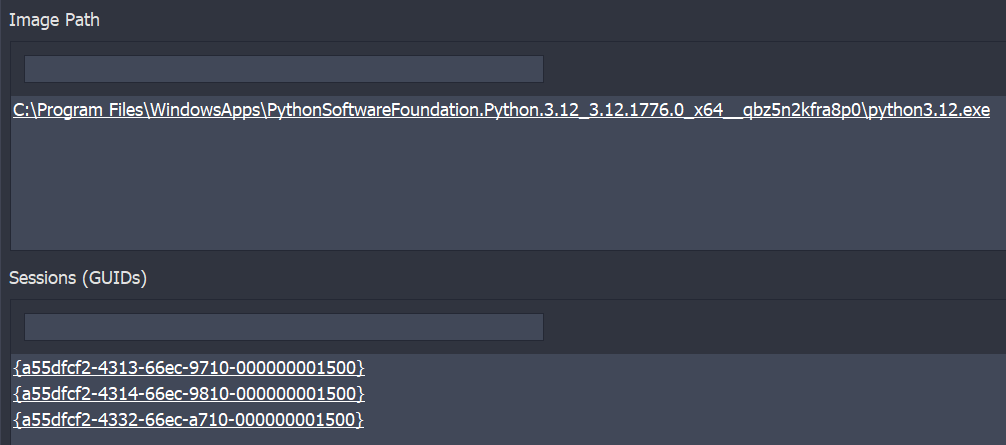 Image Path
C:\Program Files\WindowsApps\PythonSoftwareFoundation.Python.3.12_3.12.1776.0_x64__qbz5n2kfra8p0\python3.12.exe
Sessions (GUIDs)
{a55dfcf2-4313-66ec-9710-000000001500}
{a55dfcf2-4314-66ec-9810-000000001500}
{a55dfcf2-4332-66ec-a710-000000001500}